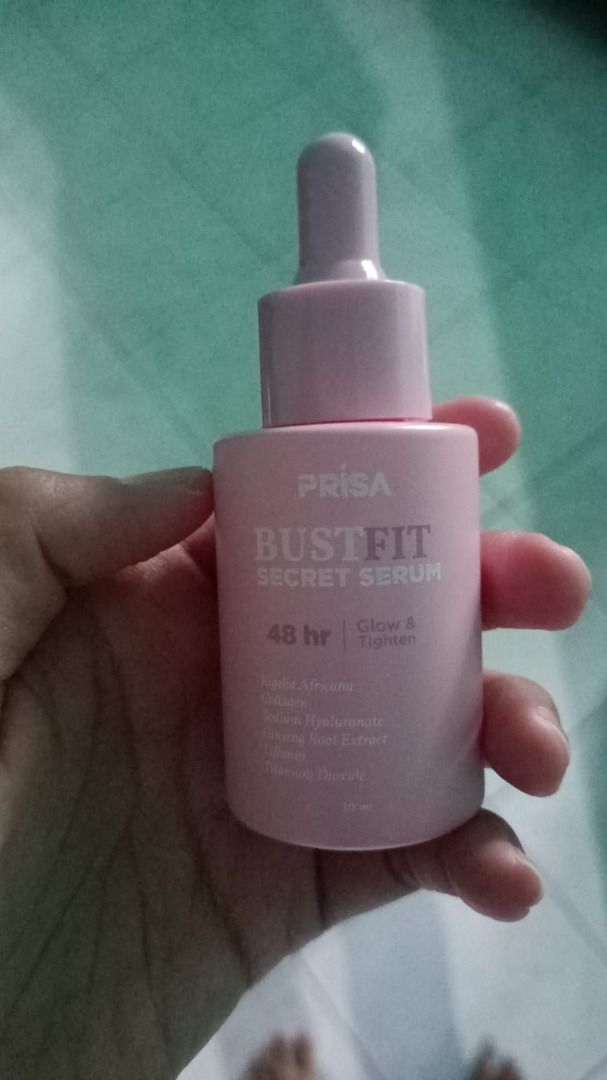 PRISA
BUSTFIT
SECRET SERUM
48 hr
Glow &
Tighten
Kigelia Africana
Collagen
Sodium Hyaluronate
Ginseng Root Extract
Titanium Dioxide